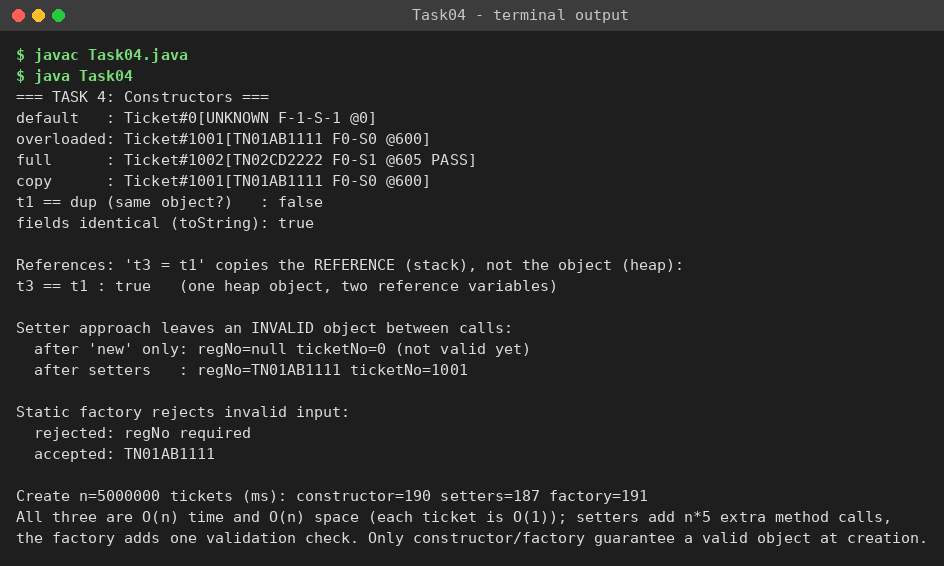 Task04 - terminal output
$ javac Task04.java
$ java Task04
=== TASK 4: Constructors ===
default   : Ticket#0[UNKNOWN F-1-S-1 @0]
overloaded: Ticket#1001[TN01AB1111 F0-S0 @600]
full      : Ticket#1002[TN02CD2222 F0-S1 @605 PASS]
copy      : Ticket#1001[TN01AB1111 F0-S0 @600]
t1 == dup (same object?)   : false
fields identical (toString): true

References: 't3 = t1' copies the REFERENCE (stack), not the object (heap):
t3 == t1 : true   (one heap object, two reference variables)

Setter approach leaves an INVALID object between calls:
  after 'new' only: regNo=null ticketNo=0 (not valid yet)
  after setters   : regNo=TN01AB1111 ticketNo=1001

Static factory rejects invalid input:
  rejected: regNo required
  accepted: TN01AB1111

Create n=5000000 tickets (ms): constructor=190 setters=187 factory=191
All three are O(n) time and O(n) space (each ticket is O(1)); setters add n*5 extra method calls,
the factory adds one validation check. Only constructor/factory guarantee a valid object at creation.